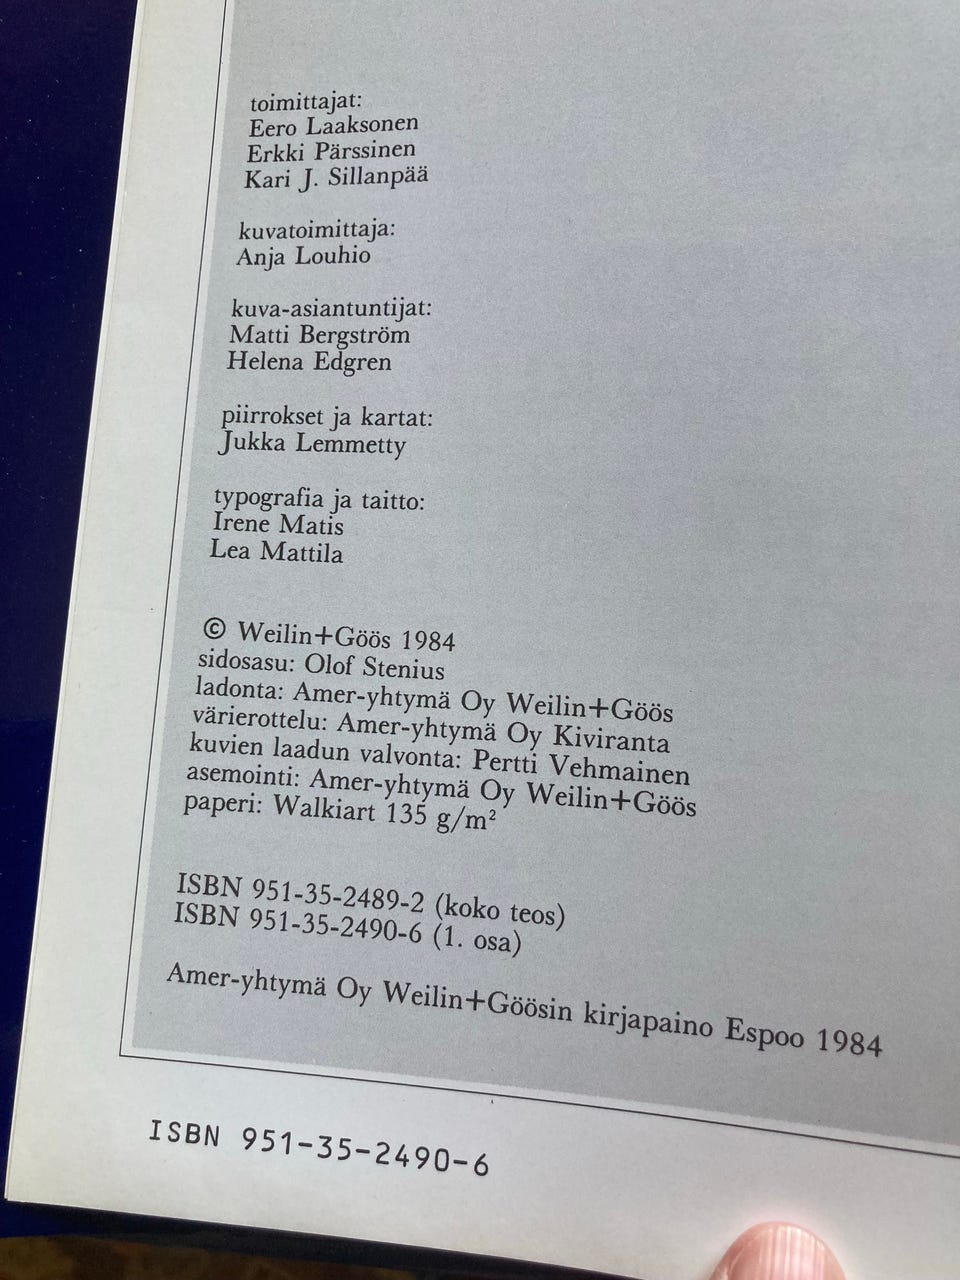 toimittajat:
Eero Laaksonen
Erkki Pärssinen
Kari J. Sillanpää
kuvatoimittaja:
Anja Louhio
kuva-asiantuntijat:
Matti Bergström
Helena Edgren
piirrokset ja kartat:
Jukka Lemmetty
typografia ja taitto:
Irene Matis
Lea Mattila
© Weilin+Göös 1984
sidosasu: Olof Stenius
ladonta: Amer-yhtymä Oy Weilin+Göös
värierottelu: Amer-yhtymä Oy Kiviranta
kuvien laadun valvonta: Pertti Vehmainen
asemointi: Amer-yhtymä Oy Weilin+Göös
paperi: Walkiart 135 g/m²
ISBN 951-35-2489-2 (koko teos)
ISBN 951-35-2490-6 (1. osa)
Amer-yhtymä Oy Weilin+Göösin kirjapaino Espoo 1984
ISBN 951-35-2490-6